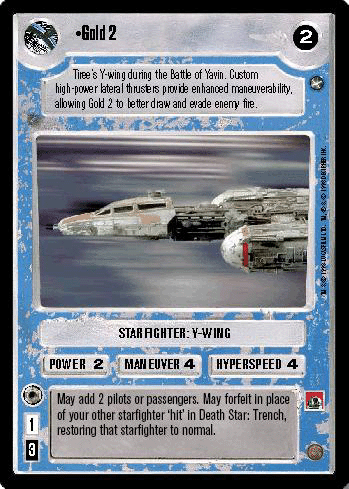 •Gold 2
2
Tiree's Y-wing during the Battle of Yavin. Custom
high-power lateral thrusters provide enhanced maneuverability,
allowing Gold 2 to better draw and evade enemy fire.
STARFIGHTER: Y-WING
POWER 2
MANEUVER 4
HYPERSPEED 4
May add 2 pilots or passengers. May forfeit in place
of your other starfighter 'hit' in Death Star: Trench,
restoring that starfighter to normal.
1
3